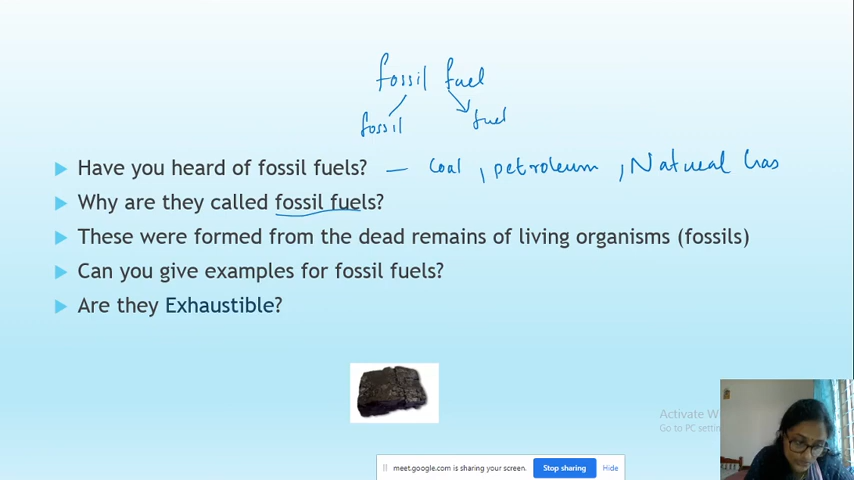 fossil fuel
fossil fuel
Have you heard of fossil fuels? — Coal, petroleum, Natural Gas
Why are they called fossil fuels?
These were formed from the dead remains of living organisms (fossils)
Can you give examples for fossil fuels?
Are they Exhaustible?
Activate W
Go to PC settin
meet.google.com is sharing your screen. Stop sharing Hide